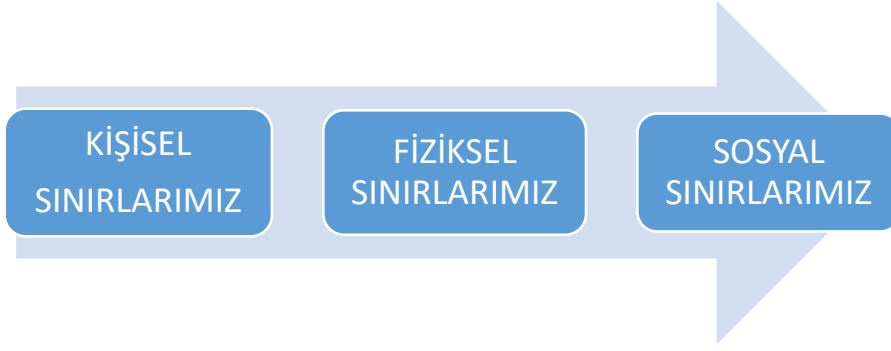 KİŞİSEL
SINIRLARIMIZ
FİZİKSEL
SINIRLARIMIZ
SOSYAL
SINIRLARIMIZ